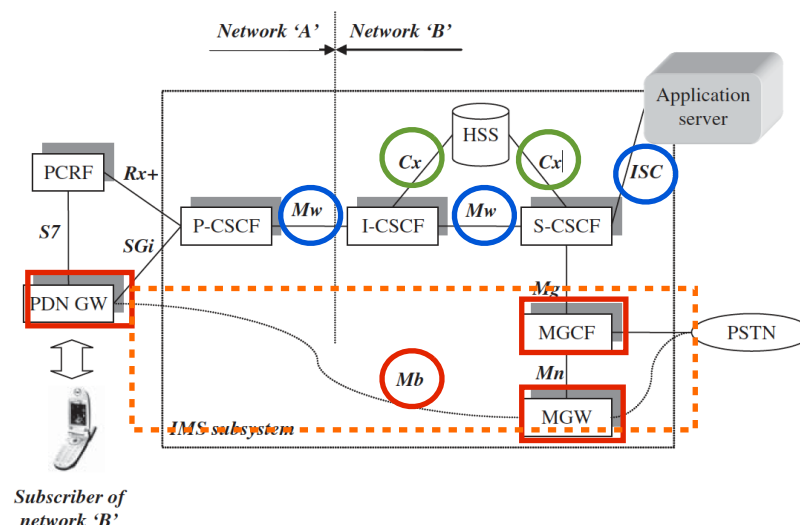 Network ‘A’
Network ‘B’
Application
server
HSS
Cx
Cx
ISC
PCRF
Rx+
P-CSCF
Mw
I-CSCF
Mw
S-CSCF
S7
SGi
Mg
PDN GW
MGCF
PSTN
Mb
Mn
MGW
IMS subsystem
Subscriber of
network ‘B’